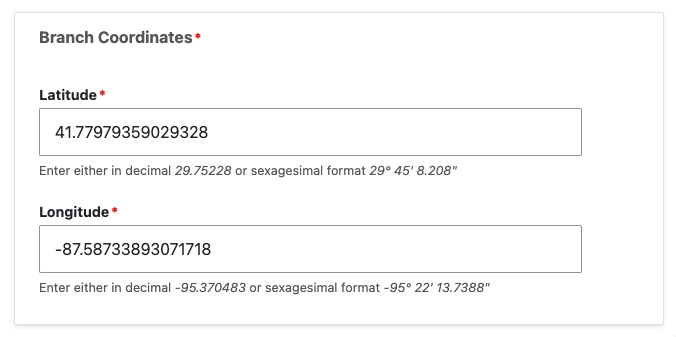 Branch Coordinates*
Latitude*
41.77979359029328
Enter either in decimal 29.75228 or sexagesimal format 29° 45' 8.208"
Longitude*
-87.58733893071718
Enter either in decimal -95.370483 or sexagesimal format -95° 22' 13.7388"